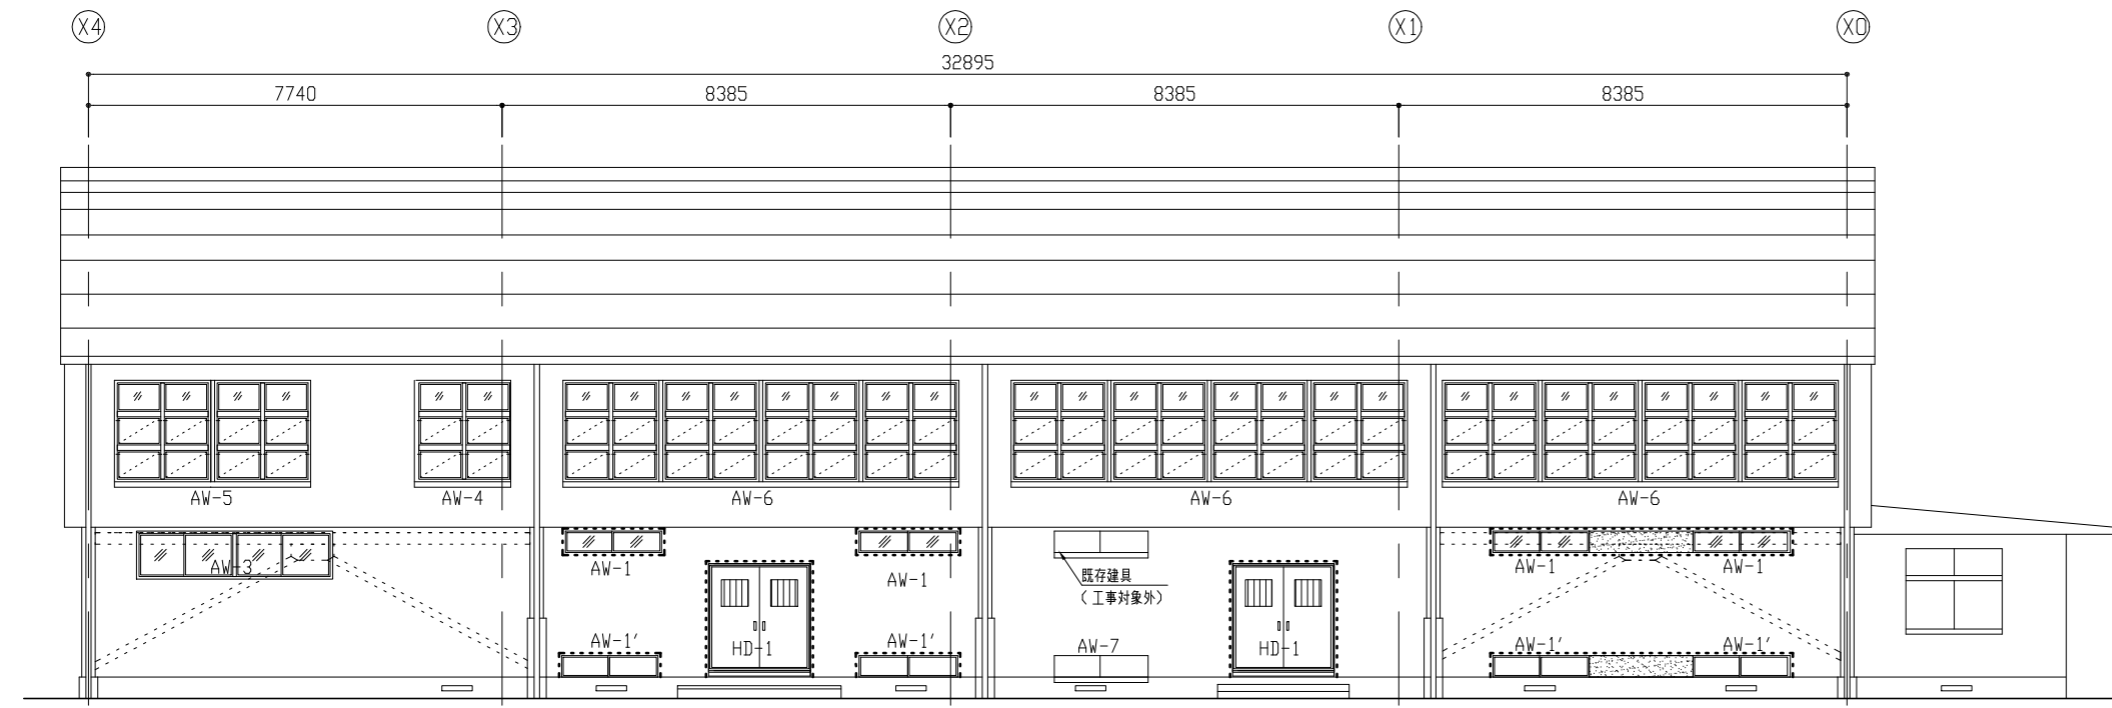 X4 X3 X2 X1 X0
32895
7740 8385 8385 8385
AW-5 AW-4 AW-6 AW-6 AW-6
AW-3 AW-1 AW-1 AW-1 AW-1
既存建具
(工事対象外)
AW-1' HD-1 AW-1' AW-7 HD-1 AW-1' AW-1'